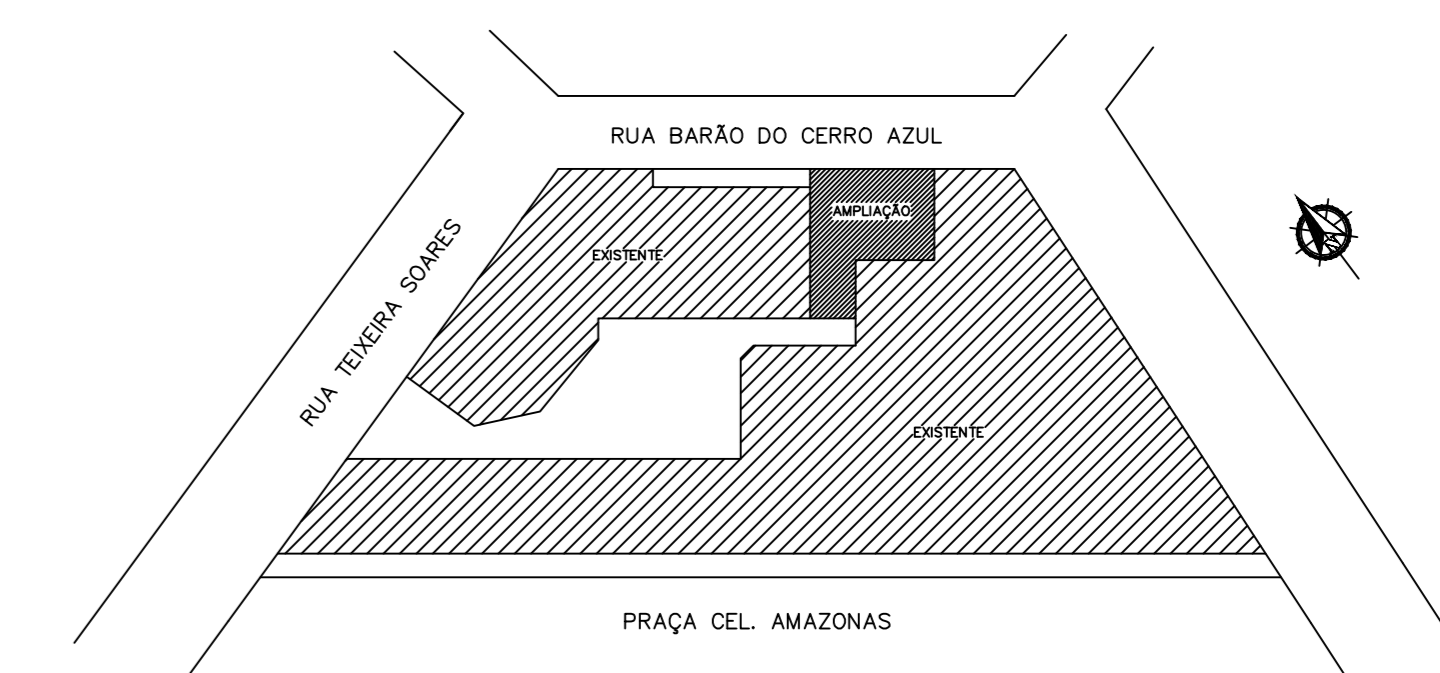 RUA BARÃO DO CERRO AZUL
AMPLIAÇÃO
EXISTENTE
RUA TEIXEIRA SOARES
EXISTENTE
PRAÇA CEL. AMAZONAS